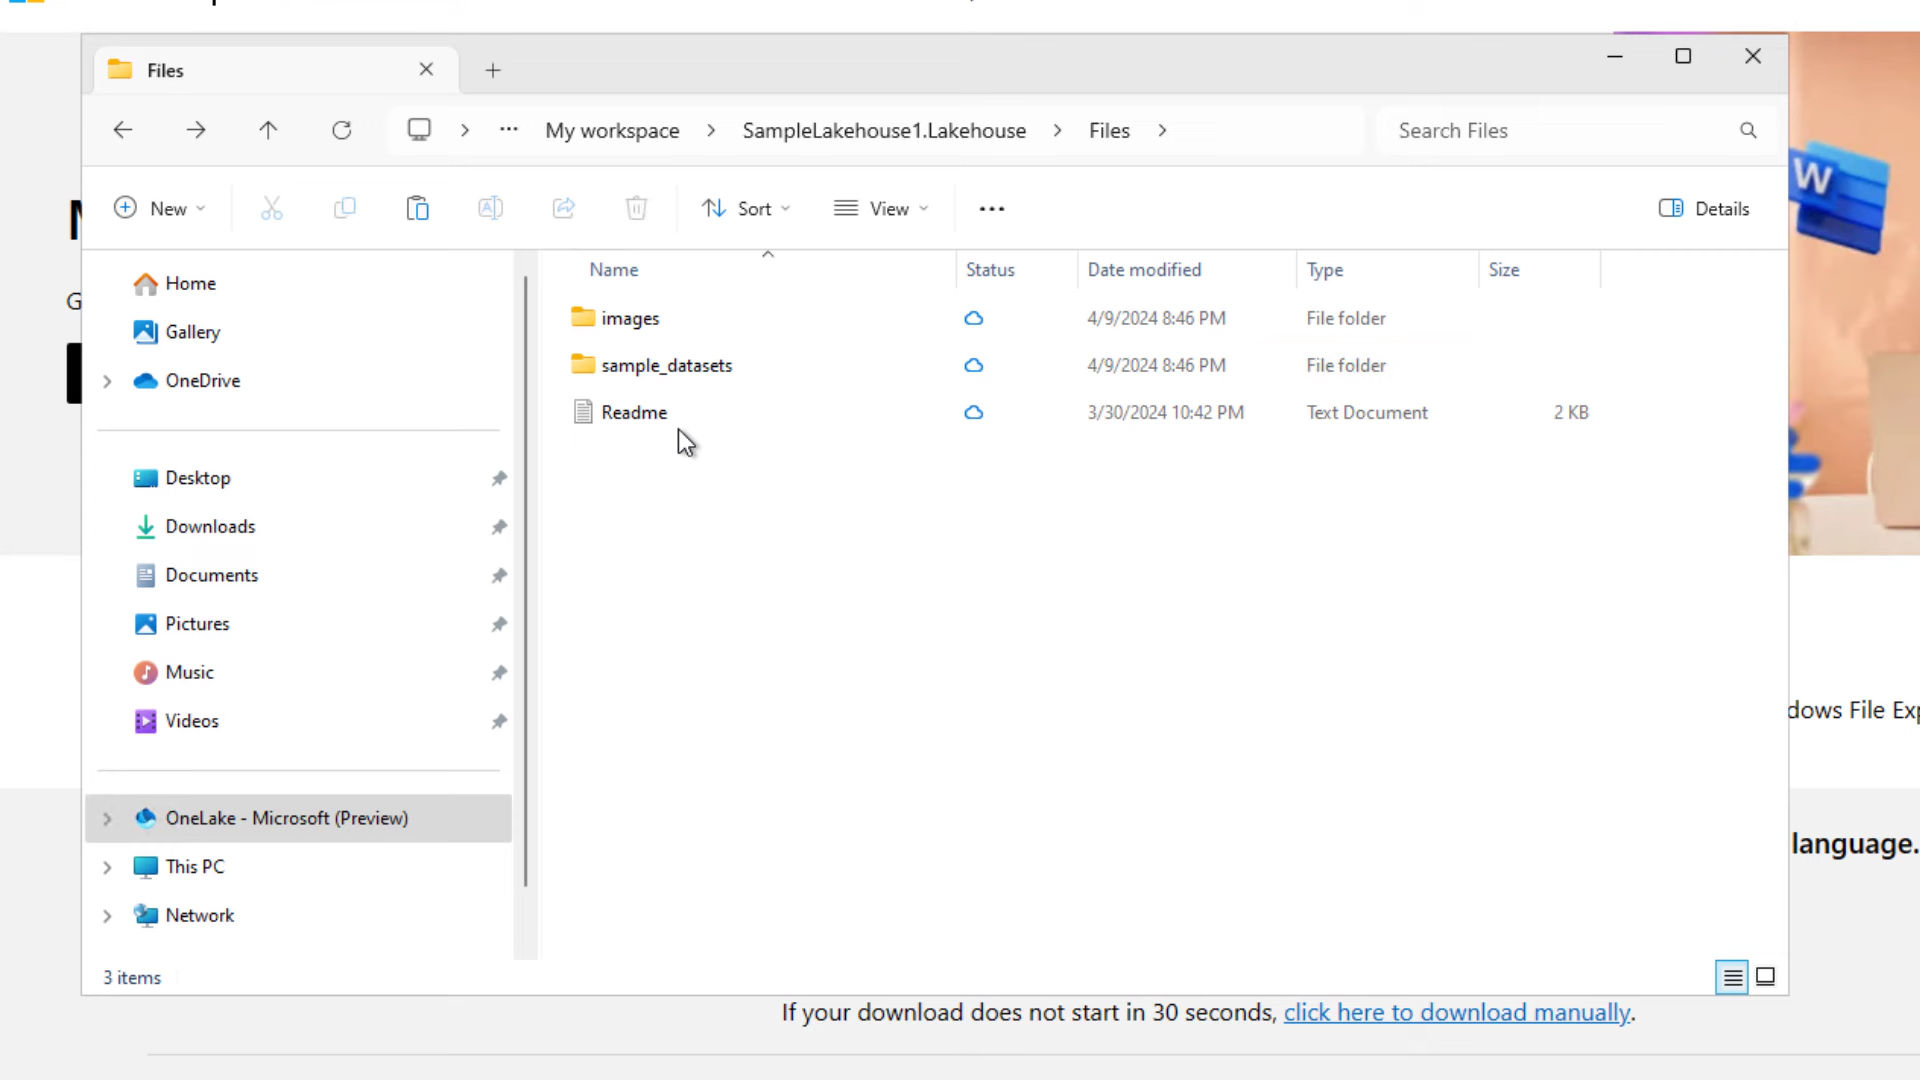 Files
My workspace > SampleLakehouse1.Lakehouse > Files >
Search Files
New
Sort
View
Details
Name Status Date modified Type Size
images 4/9/2024 8:46 PM File folder
sample_datasets 4/9/2024 8:46 PM File folder
Readme 3/30/2024 10:42 PM Text Document 2 KB
Home
Gallery
OneDrive
Desktop
Downloads
Documents
Pictures
Music
Videos
OneLake - Microsoft (Preview)
This PC
Network
3 items
W
dows File Exp
language.
If your download does not start in 30 seconds, click here to download manually.